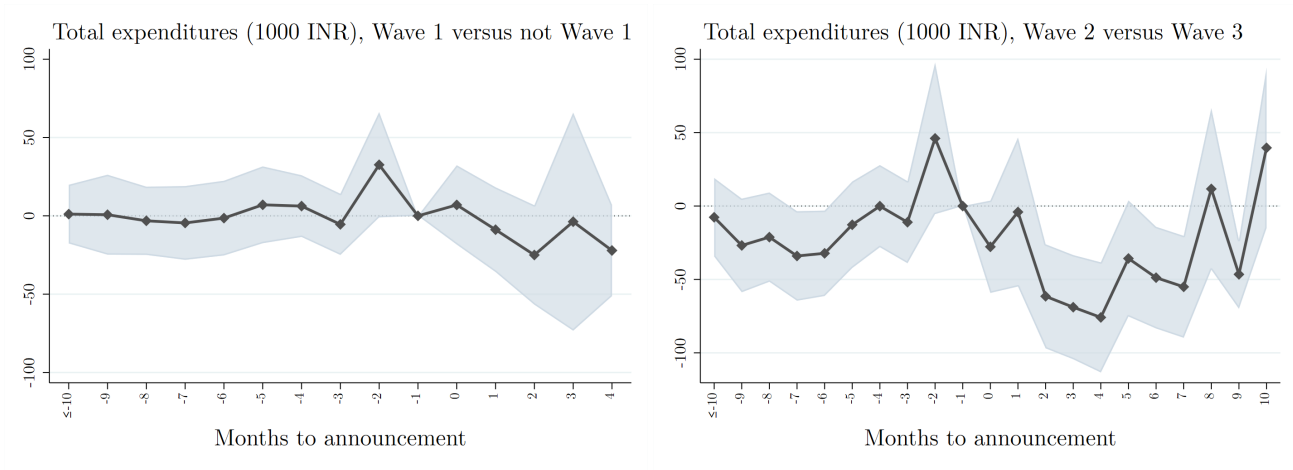 Total expenditures (1000 INR), Wave 1 versus not Wave 1
100
50
0
-50
-100
≤-10 -9 -8 -7 -6 -5 -4 -3 -2 -1 0 1 2 3 4
Months to announcement
Total expenditures (1000 INR), Wave 2 versus Wave 3
100
50
0
-50
-100
≤-10 -9 -8 -7 -6 -5 -4 -3 -2 -1 0 1 2 3 4 5 6 7 8 9 10
Months to announcement